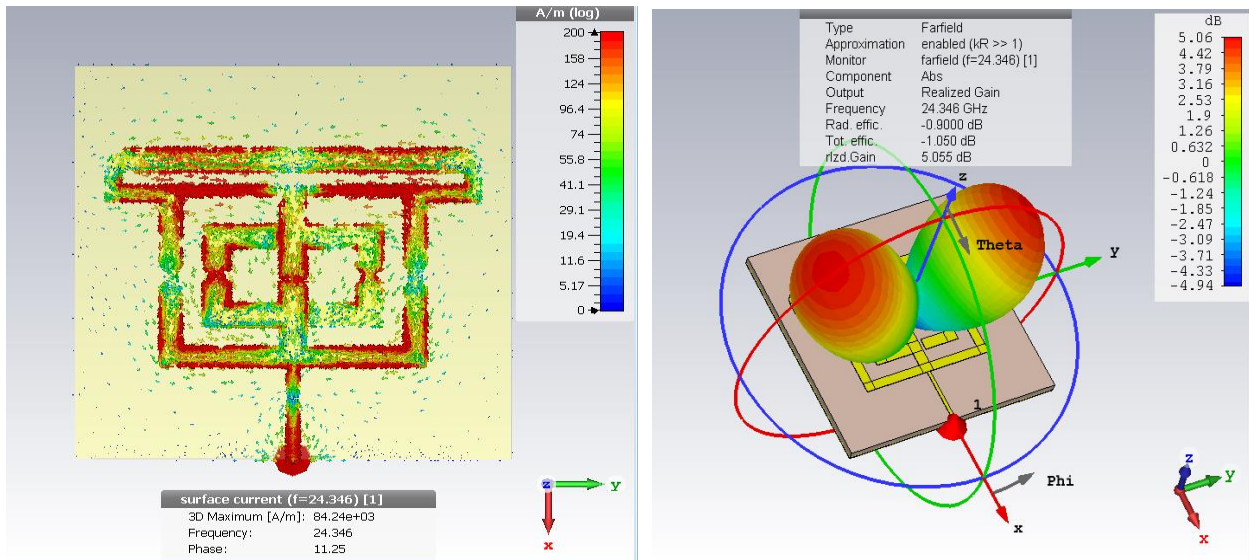 A/m (log)
200
158
124
96.4
74
55.8
41.1
29.1
19.4
11.6
5.17
0
z
y
x
surface current (f=24.346) [1]
3D Maximum [A/m]: 84.24e+03
Frequency: 24.346
Phase: 11.25
Type Farfield
Approximation enabled (kR >> 1)
Monitor farfield (f=24.346) [1]
Component Abs
Output Realized Gain
Frequency 24.346 GHz
Rad. effic. -0.9000 dB
Tot. effic. -1.050 dB
rlzd.Gain 5.055 dB
dB
5.06
4.42
3.79
3.16
2.53
1.9
1.26
0.632
0
-0.618
-1.24
-1.85
-2.47
-3.09
-3.71
-4.33
-4.94
z
Theta
y
1
Phi
x
z
y
x